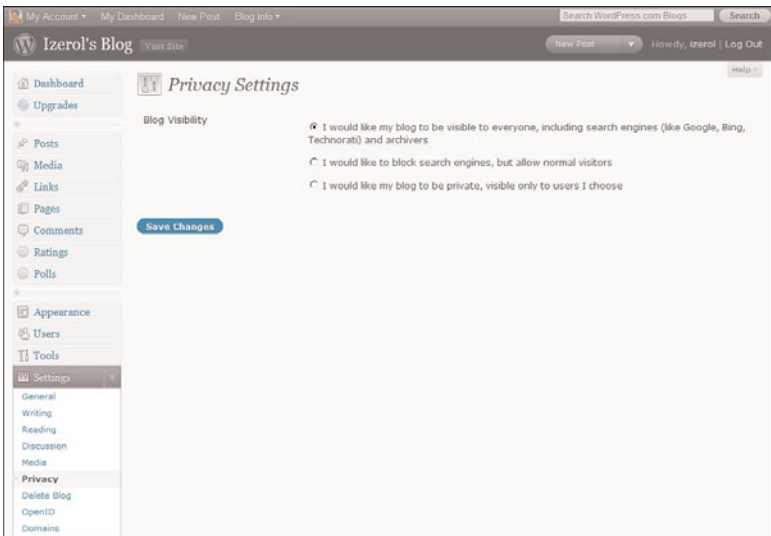 My Account My Dashboard New Post Blog Info
Search WordPress.com Blogs Search
Izerol's Blog Visit Site
New Post
Howdy, izerol | Log Out
Help
Dashboard
Upgrades
Posts
Media
Links
Pages
Comments
Ratings
Polls
Appearance
Users
Tools
Settings
General
Writing
Reading
Discussion
Media
Privacy
Delete Blog
OpenID
Domains
Privacy Settings
Blog Visibility
I would like my blog to be visible to everyone, including search engines (like Google, Bing,
Technorati) and archivers
I would like to block search engines, but allow normal visitors
I would like my blog to be private, visible only to users I choose
Save Changes